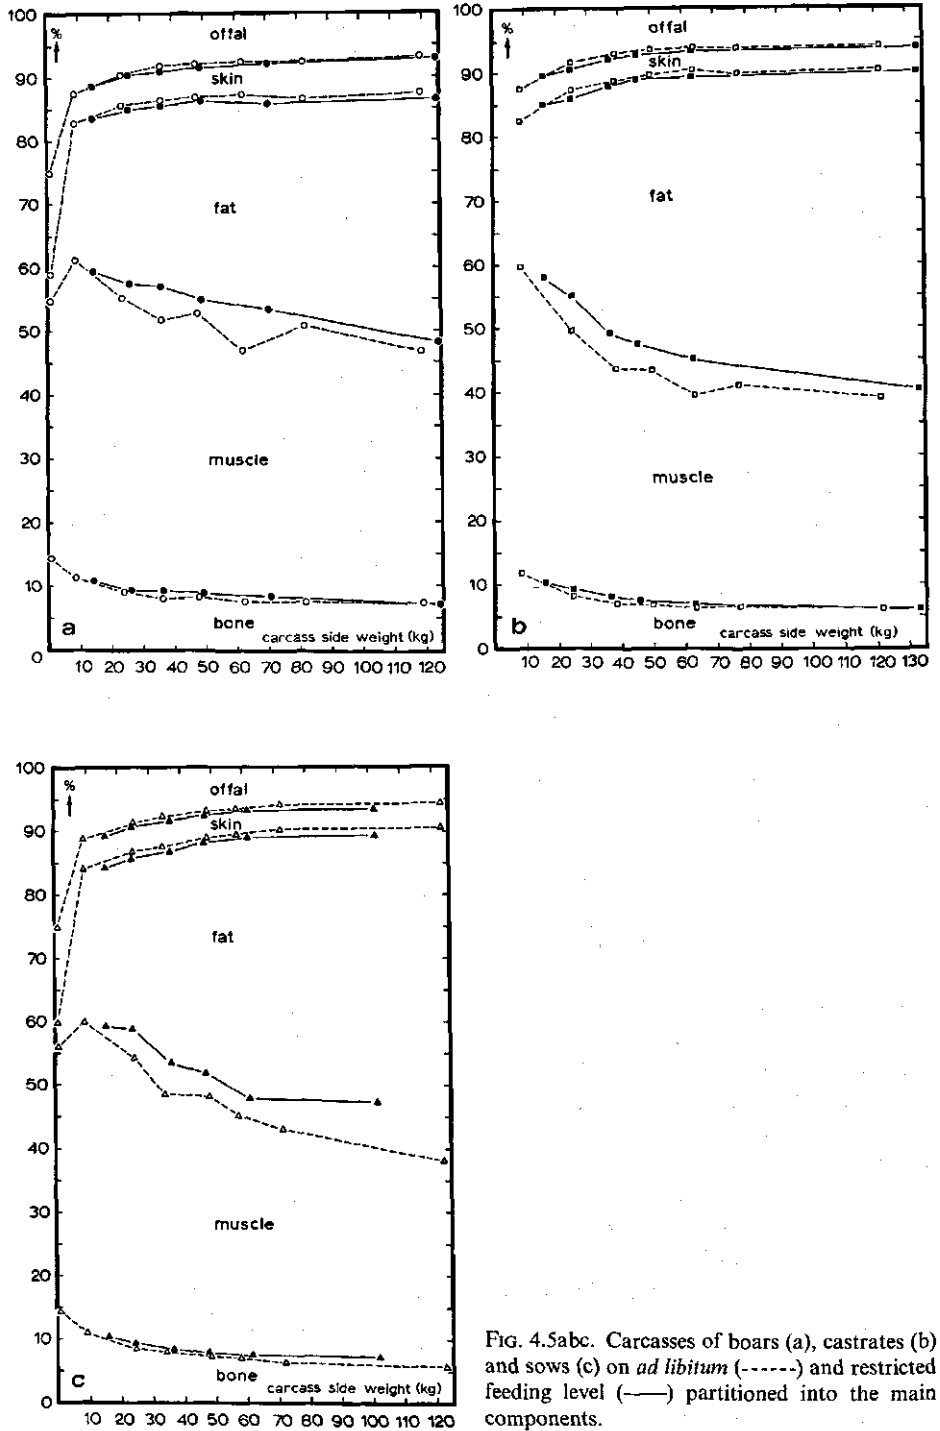 100
%
offal
90
skin
80
70
fat
60
50
40
muscle
30
20
10
a
bone
carcass side weight (kg)
0
10 20 30 40 50 60 70 80 90 100 110 120
100
%
offal
90
skin
80
70
fat
60
50
40
30
muscle
20
10
b
bone
carcass side weight (kg)
0
10 20 30 40 50 60 70 80 90 100 110 120 130
100
%
offal
90
skin
80
fat
70
60
50
40
30
muscle
20
10
c
bone
carcass side weight (kg)
0
10 20 30 40 50 60 70 80 90 100 110 120
FIG. 4.5abc. Carcasses of boars (a), castrates (b)
and sows (c) on ad libitum (------) and restricted
feeding level (——) partitioned into the main
components.